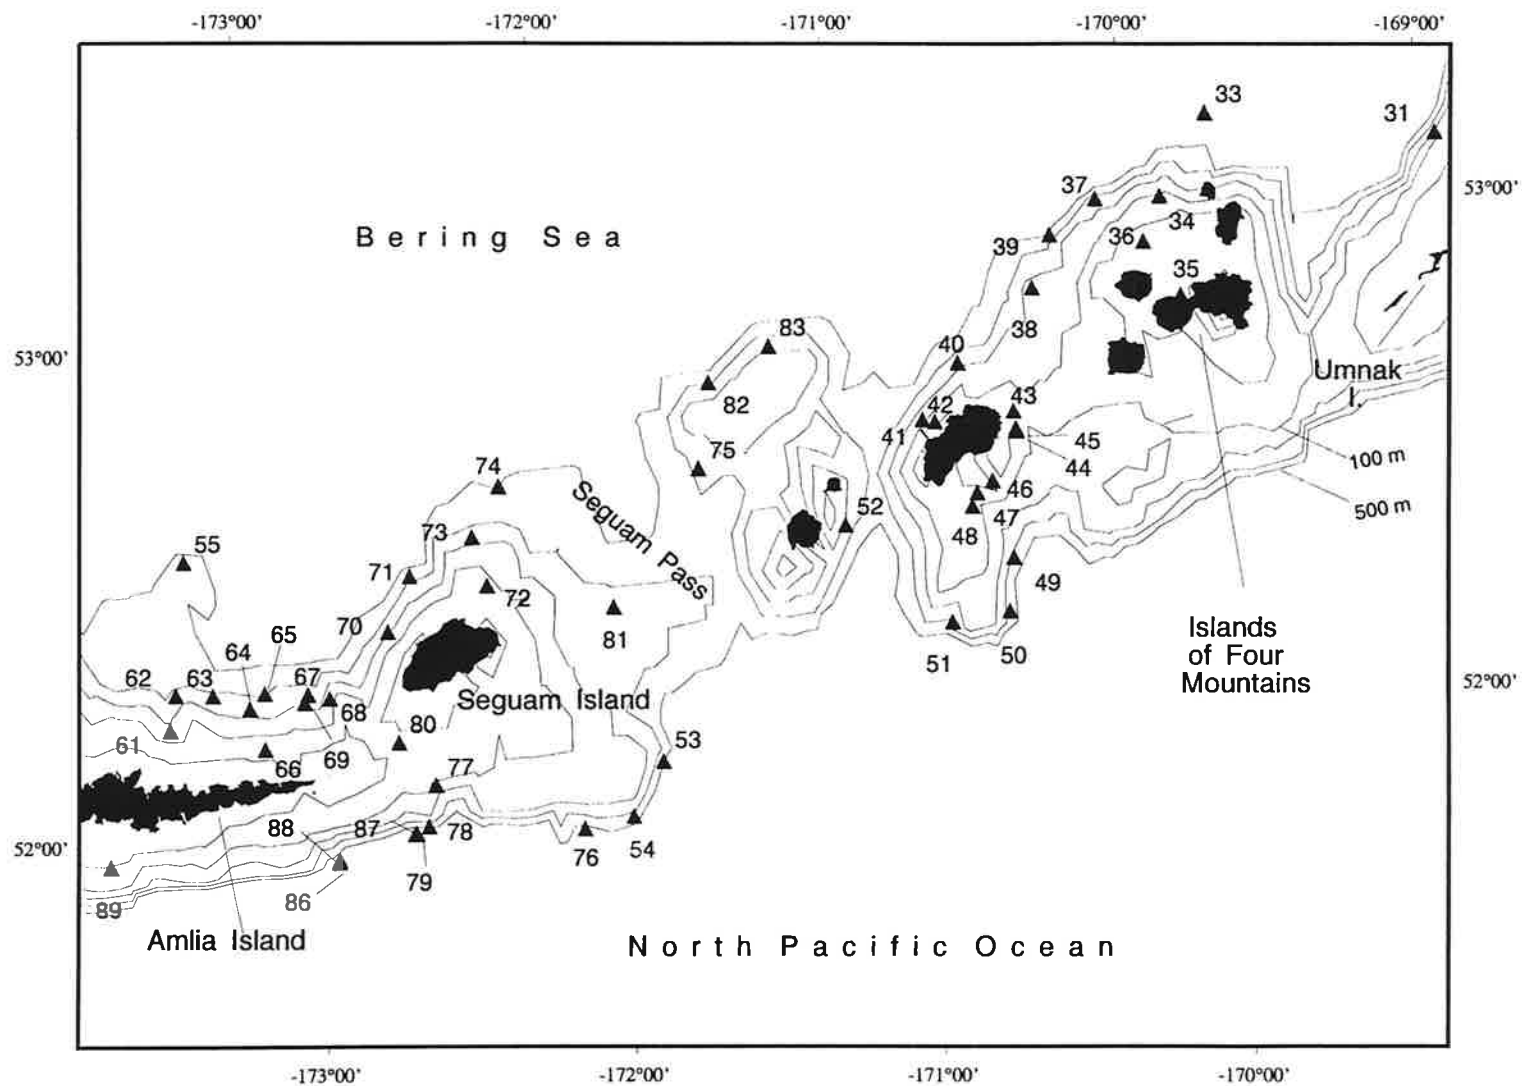 -173°00' -172°00' -171°00' -170°00' -169°00'
33
31
37
53°00'
34
Bering Sea
39 36
35
83 38
53°00' 40
Umnak
I.
82 42 43
41 45
75 44 100 m
74 46
Seguam Pass
52 47 500 m
73 48
55
71 49
72
70 65 81 Islands
64 51 50 of Four
62 63 67 Mountains
52°00'
Seguam Island
68
80
61 69 53
66 77
88 87 78
52°00' 76 54
79
86
89
Amlia Island
North Pacific Ocean
-173°00' -172°00' -171°00' -170°00'